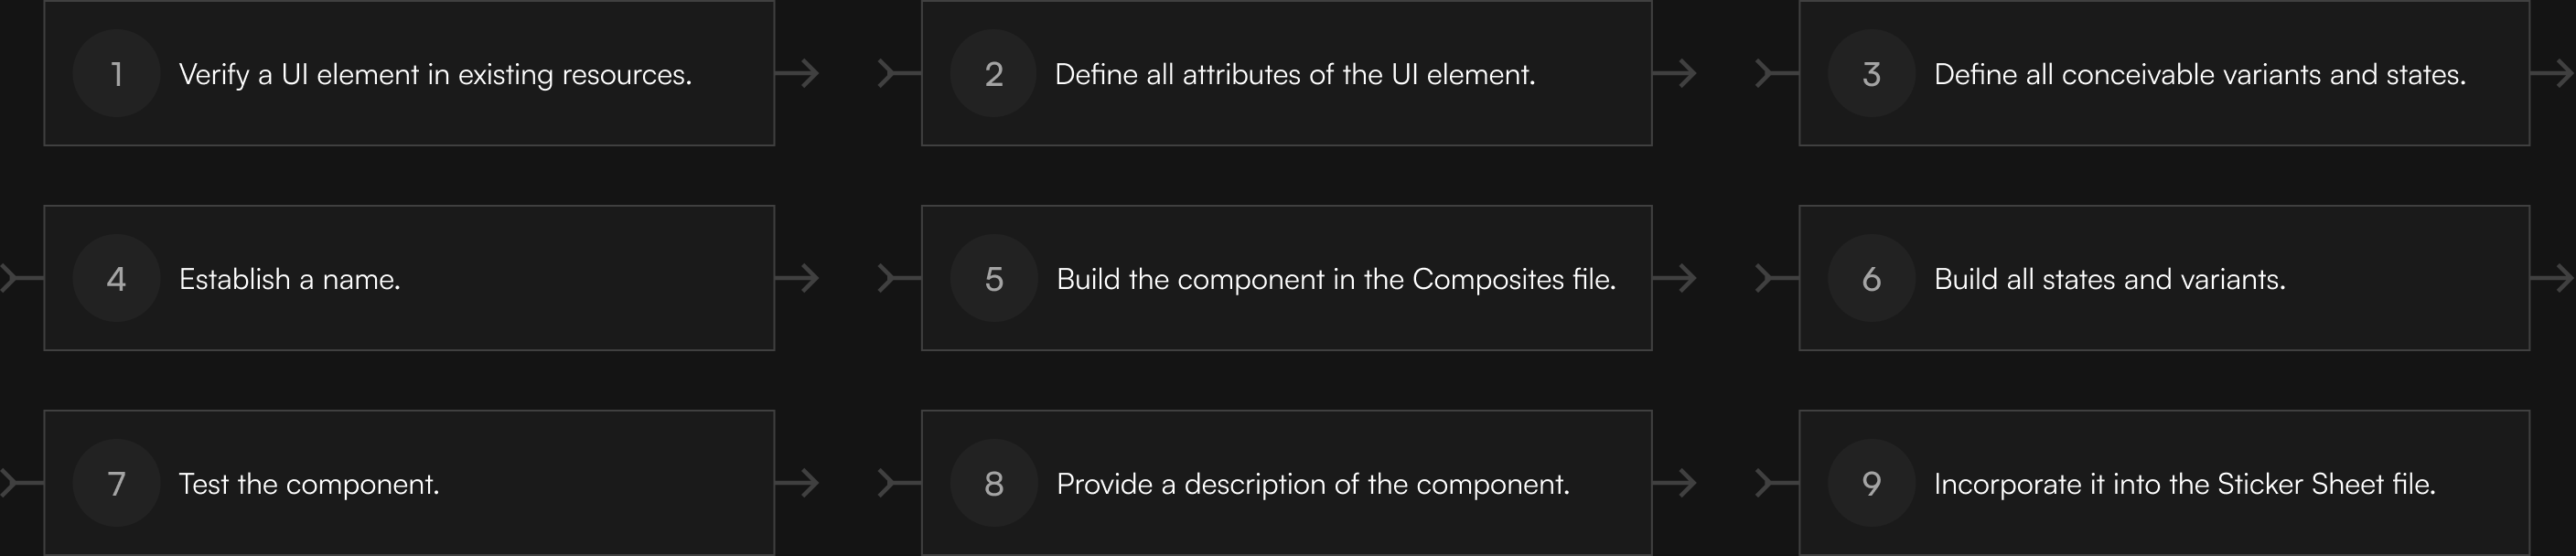 1 Verify a UI element in existing resources.
2 Define all attributes of the UI element.
3 Define all conceivable variants and states.
4 Establish a name.
5 Build the component in the Composites file.
6 Build all states and variants.
7 Test the component.
8 Provide a description of the component.
9 Incorporate it into the Sticker Sheet file.